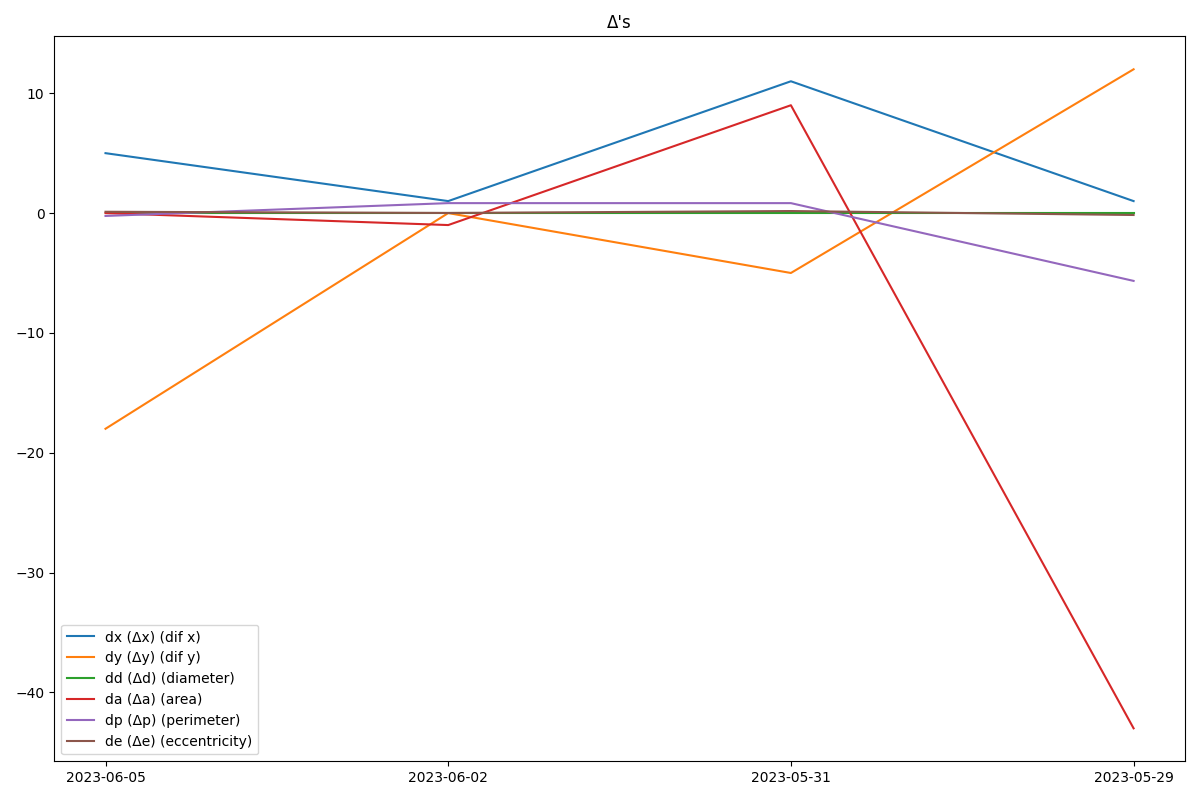 Δ's
10
0
−10
−20
−30
−40
dx (Δx) (dif x)
dy (Δy) (dif y)
dd (Δd) (diameter)
da (Δa) (area)
dp (Δp) (perimeter)
de (Δe) (eccentricity)
2023-06-05 2023-06-02 2023-05-31 2023-05-29